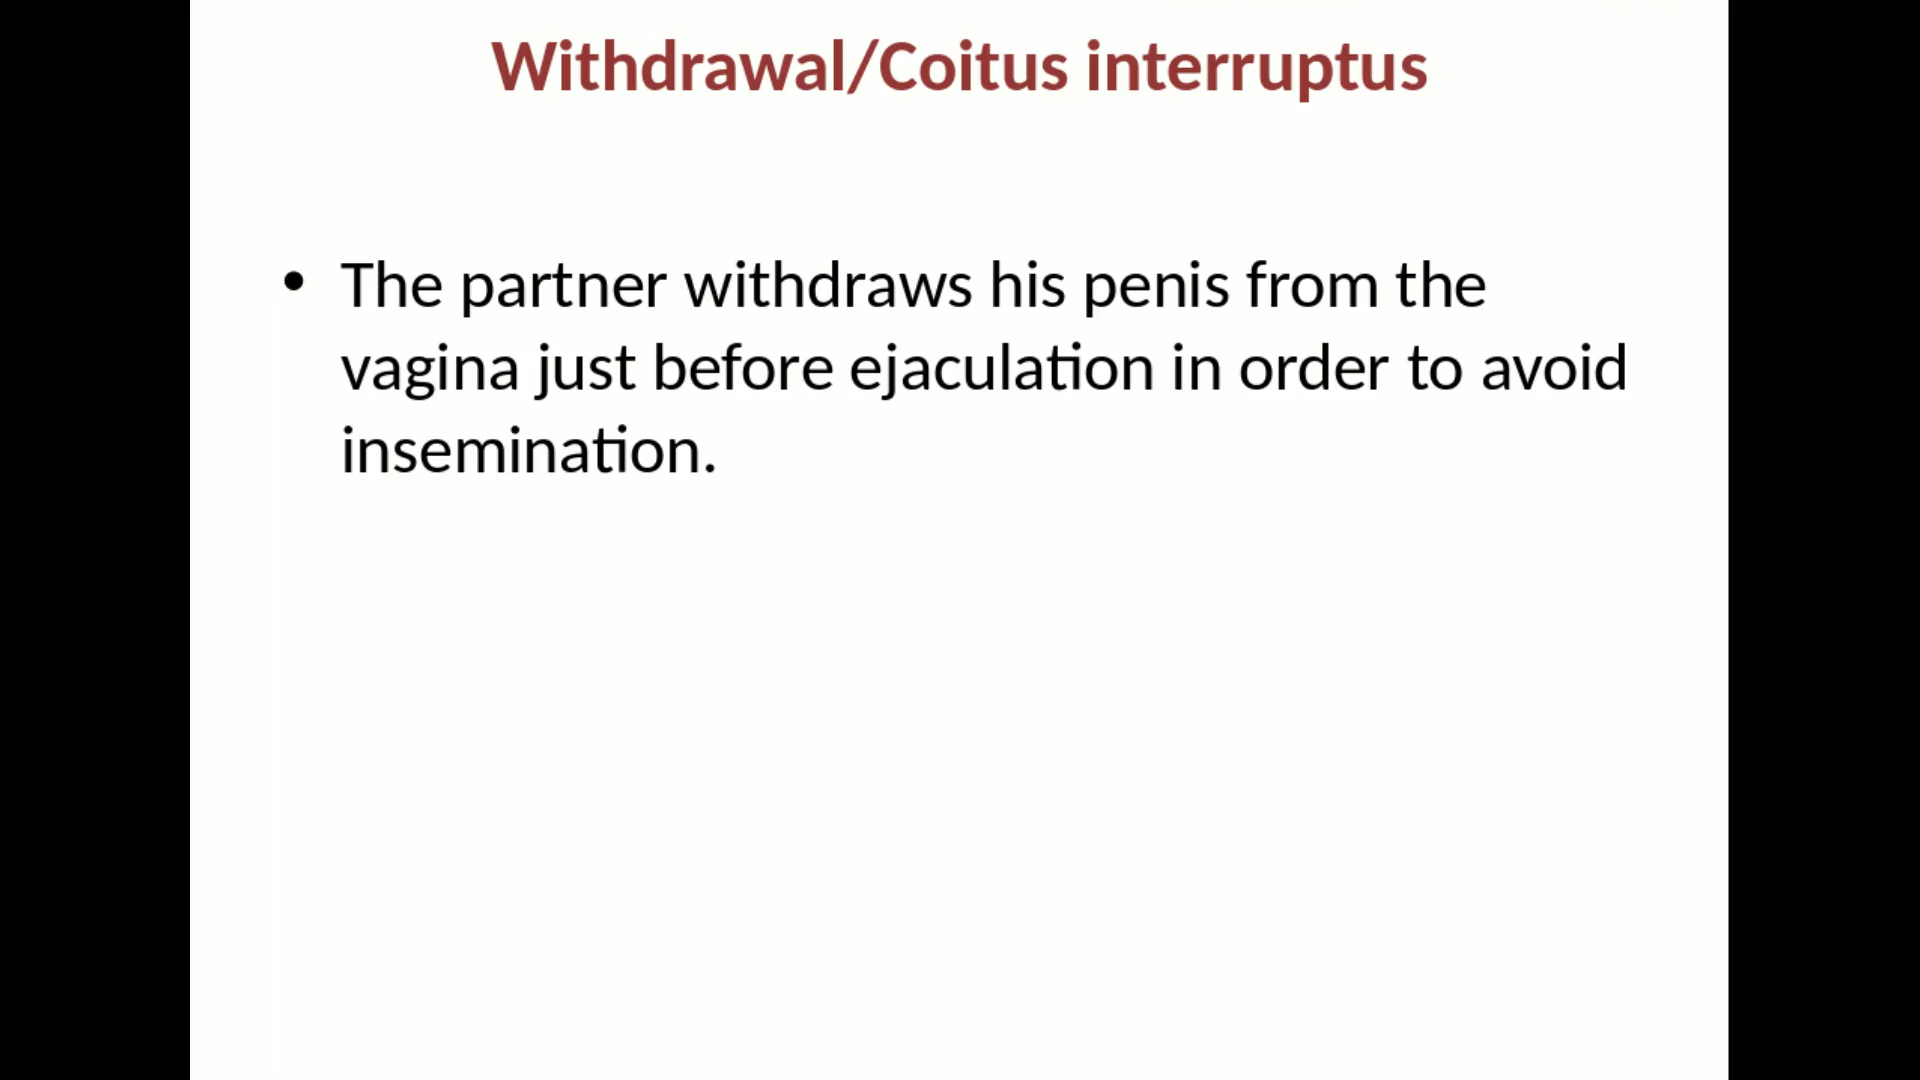 Withdrawal/Coitus interruptus
• The partner withdraws his penis from the
vagina just before ejaculation in order to avoid
insemination.